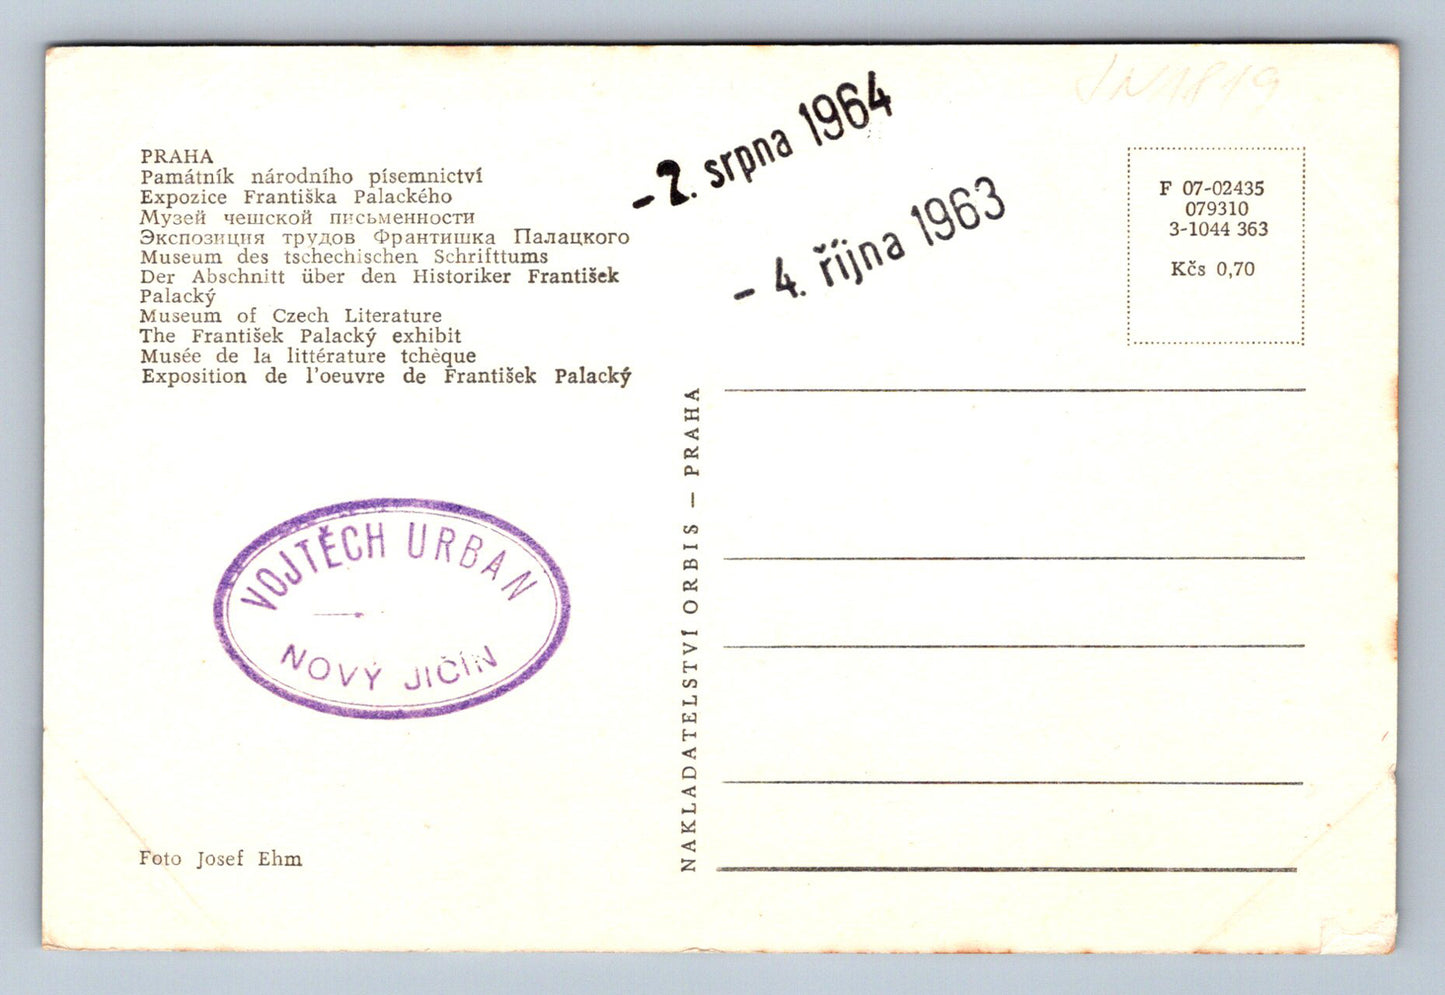 PRAHA
Památník národního písemnictví
Expozice Františka Palackého
Музей чешской письменности
Экспозиция трудов Франтишка Палацкого
Museum des tschechischen Schrifttums
Der Abschnitt über den Historiker František
Palacký
Museum of Czech Literature
The František Palacký exhibit
Musée de la littérature tchèque
Exposition de l'oeuvre de František Palacký
- 2. srpna 1964
- 4. října 1963
F 07-02435
079310
3-1044 363
Kčs 0,70
VOJTĚCH URBAN
NOVÝ JIČÍN
NAKLADATELSTVÍ ORBIS — PRAHA
Foto Josef Ehm